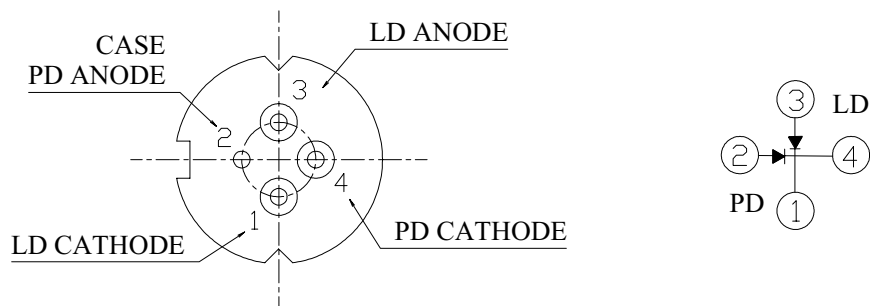 CASE
PD ANODE
LD ANODE
3
2
4
1
LD CATHODE
PD CATHODE
3
LD
2
4
PD
1